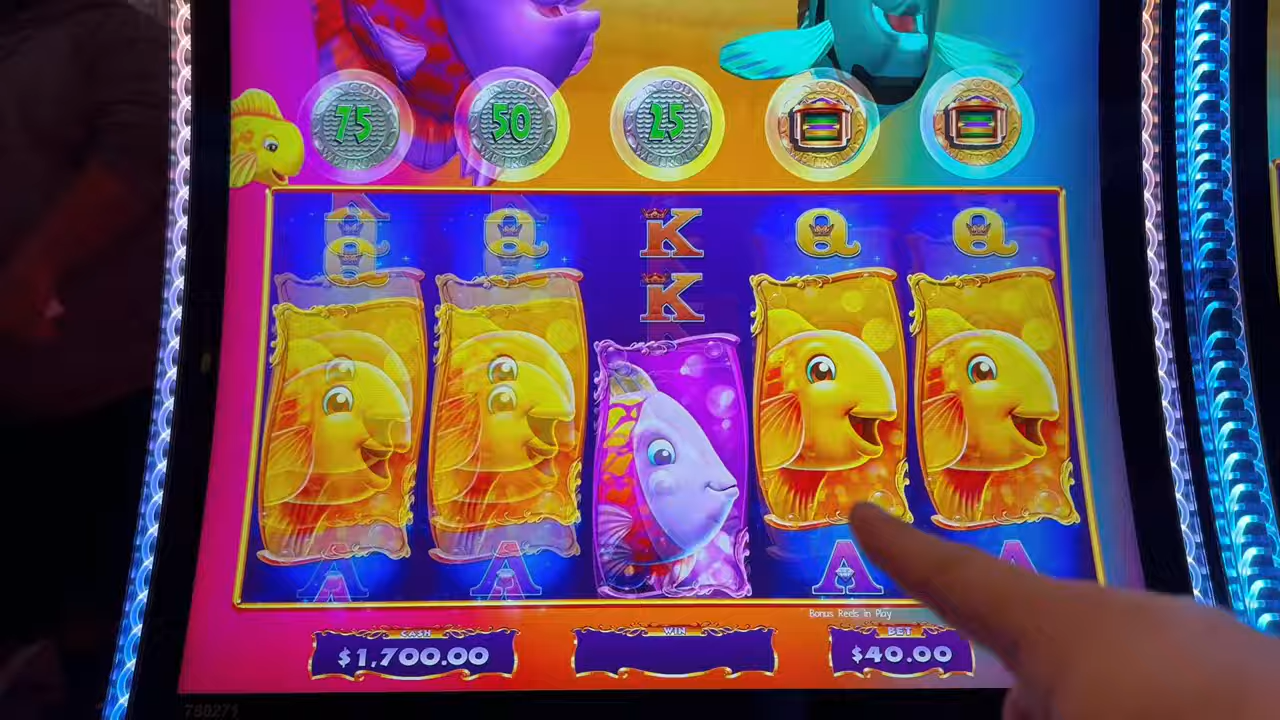 75 50 25
Q Q K Q Q
Q K
A A A A
Bonus Reels in Play
CASH WIN BET
$1,700.00 $40.00